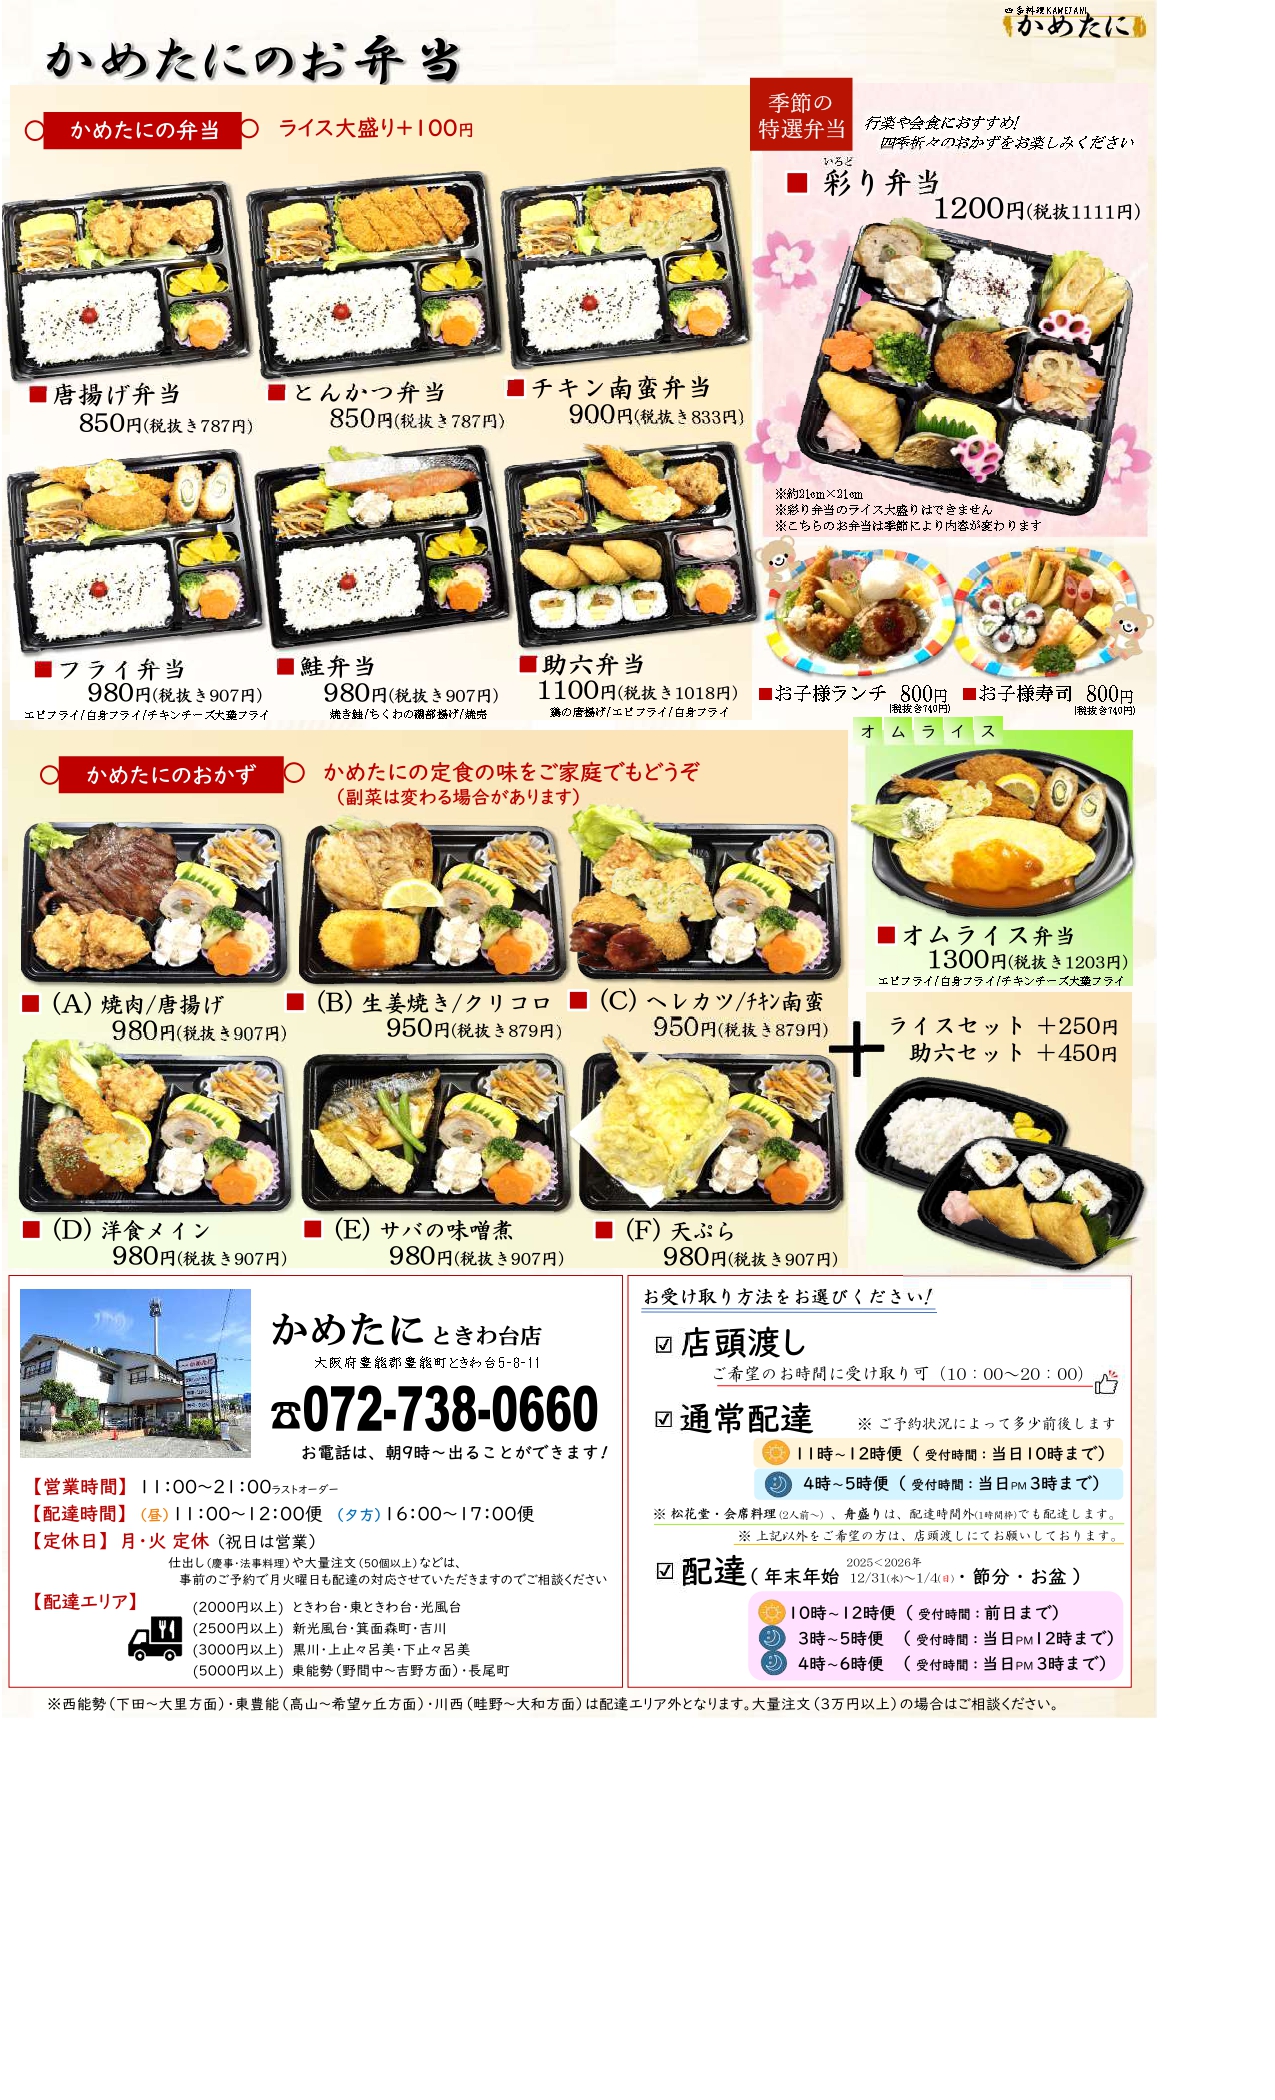 四季料理KAMETANI
かめたに
かめたにのお弁当
かめたにの弁当
ライス大盛り＋100円
唐揚げ弁当
850円(税抜き787円)
とんかつ弁当
850円(税抜き787円)
チキン南蛮弁当
900円(税抜き833円)
フライ弁当
980円(税抜き907円)
エビフライ/白身フライ/チキンチーズ大葉フライ
鮭弁当
980円(税抜き907円)
焼き鮭/ちくわの磯部揚げ/焼売
助六弁当
1100円(税抜き1018円)
鶏の唐揚げ/エビフライ/白身フライ
季節の
特選弁当
行楽や会食におすすめ!
四季折々のおかずをお楽しみください
いろど
彩り弁当
1200円(税抜1111円)
※約21cm×21cm
※彩り弁当のライス大盛りはできません
※こちらのお弁当は季節により内容が変わります
お子様ランチ 800円
(税抜き740円)
お子様寿司 800円
(税抜き740円)
かめたにのおかず
かめたにの定食の味をご家庭でもどうぞ
（副菜は変わる場合があります）
(A) 焼肉/唐揚げ
980円(税抜き907円)
(B) 生姜焼き/クリコロ
950円(税抜き879円)
(C) ヘレカツ/ﾁｷﾝ南蛮
950円(税抜き879円)
(D) 洋食メイン
980円(税抜き907円)
(E) サバの味噌煮
980円(税抜き907円)
(F) 天ぷら
980円(税抜き907円)
オムライス
オムライス弁当
1300円(税抜き1203円)
エビフライ/白身フライ/チキンチーズ大葉フライ
ライスセット ＋250円
助六セット ＋450円
＋
かめたに ときわ台店
大阪府豊能郡豊能町ときわ台5-8-11
☎072-738-0660
お電話は、朝9時～出ることができます!
【営業時間】 11：00～21：00ラストオーダー
【配達時間】（昼）11：00～12：00便 （夕方）16：00～17：00便
【定休日】 月・火 定休 （祝日は営業）
仕出し（慶事・法事料理）や大量注文（50個以上）などは、
事前のご予約で月火曜日も配達の対応させていただきますのでご相談ください
【配達エリア】
(2000円以上) ときわ台・東ときわ台・光風台
(2500円以上) 新光風台・箕面森町・吉川
(3000円以上) 黒川・上止々呂美・下止々呂美
(5000円以上) 東能勢（野間中～吉野方面）・長尾町
お受け取り方法をお選びください!
☑ 店頭渡し
ご希望のお時間に受け取り可（10：00～20：00）
☑ 通常配達 ※ ご予約状況によって多少前後します
11時～12時便（ 受付時間：当日10時まで）
4時～5時便（ 受付時間：当日PM 3時まで）
※ 松花堂・会席料理（2人前～）、舟盛りは、配達時間外(1時間枠)でも配達します。
※ 上記以外をご希望の方は、店頭渡しにてお願いしております。
☑ 配達（ 年末年始 2025＜2026年 12/31(水)～1/4(日)・節分・お盆 ）
10時～12時便（ 受付時間：前日まで）
3時～5時便 （ 受付時間：当日PM12時まで）
4時～6時便 （ 受付時間：当日PM 3時まで）
※西能勢（下田～大里方面）・東豊能（高山～希望ヶ丘方面）・川西（畦野～大和方面）は配達エリア外となります。大量注文（3万円以上）の場合はご相談ください。